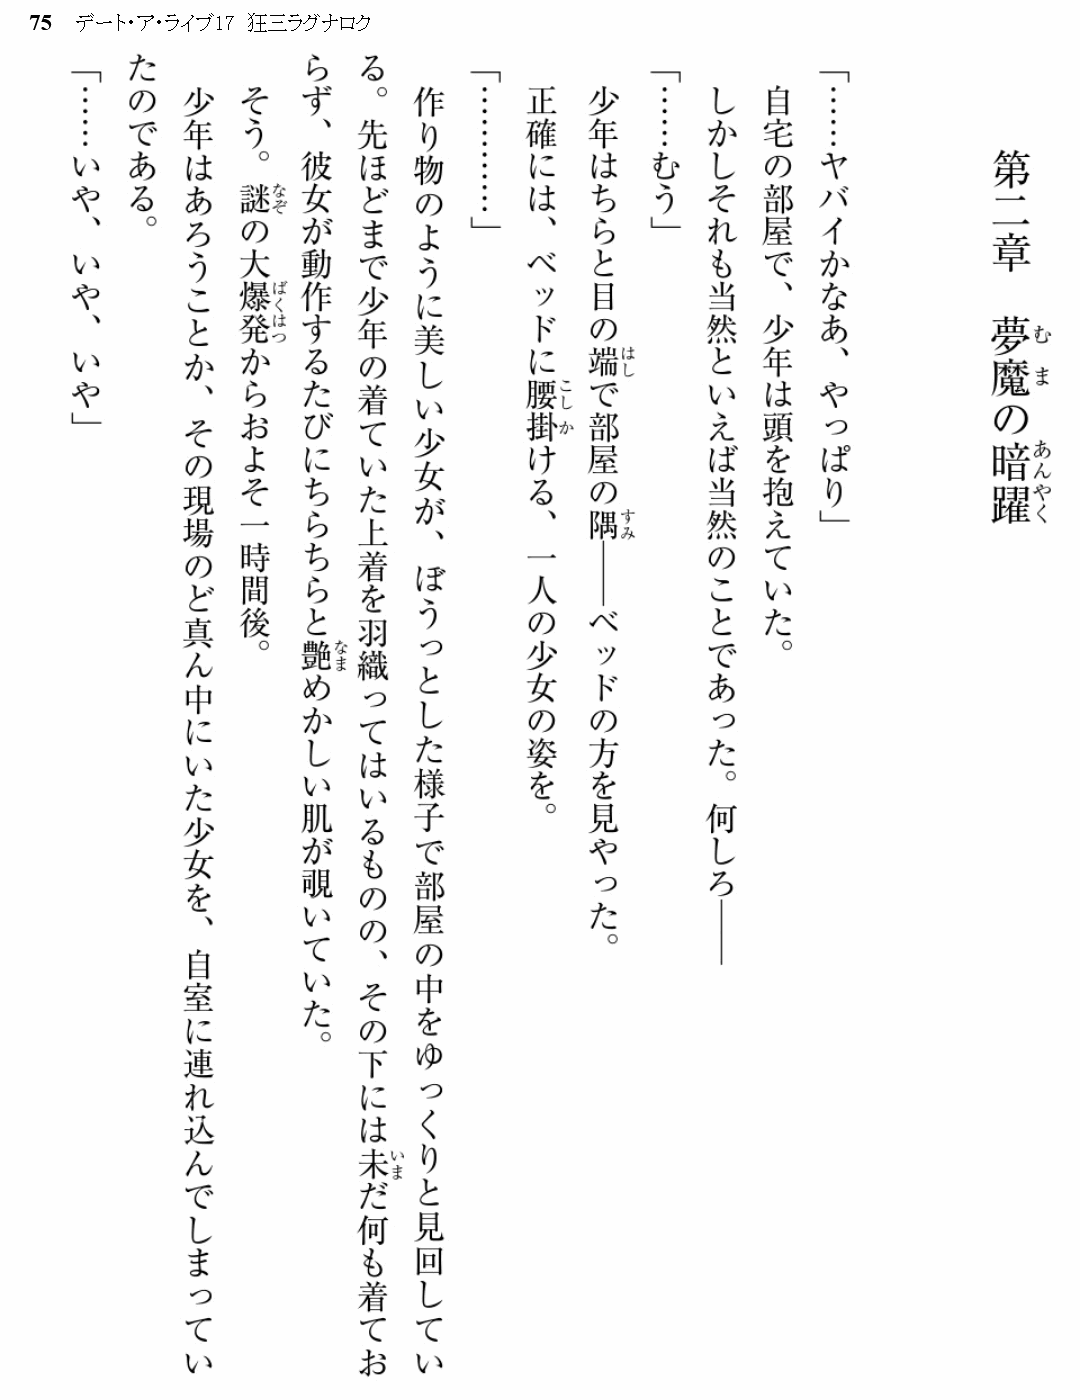 75 デート・ア・ライブ17 狂三ラグナロク
第二章 夢魔の暗躍
「……ヤバイかなあ、やっぱり」
自宅の部屋で、少年は頭を抱えていた。
しかしそれも当然といえば当然のことであった。何しろ――
「……むう」
少年はちらと目の端で部屋の隅――ベッドの方を見やった。
正確には、ベッドに腰掛ける、一人の少女の姿を。
「…………」
作り物のように美しい少女が、ぼうっとした様子で部屋の中をゆっくりと見回してい
る。先ほどまで少年の着ていた上着を羽織ってはいるものの、その下には未だ何も着てお
らず、彼女が動作するたびにちらちらと艶めかしい肌が覗いていた。
そう。謎の大爆発からおよそ一時間後。
少年はあろうことか、その現場のど真ん中にいた少女を、自室に連れ込んでしまってい
たのである。
「……いや、いや、いや」